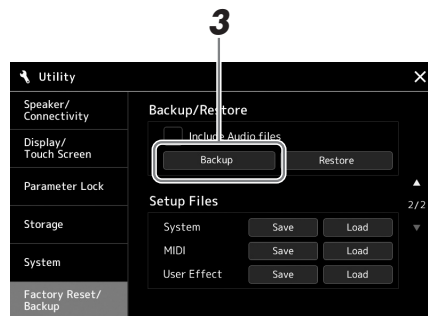 3
Utility
×
Speaker/
Connectivity
Display/
Touch Screen
Parameter Lock
Storage
System
Factory Reset/
Backup
Backup/Restore
Include Audio files
Backup Restore
Setup Files
System Save Load
MIDI Save Load
User Effect Save Load
▲
2/2
▼